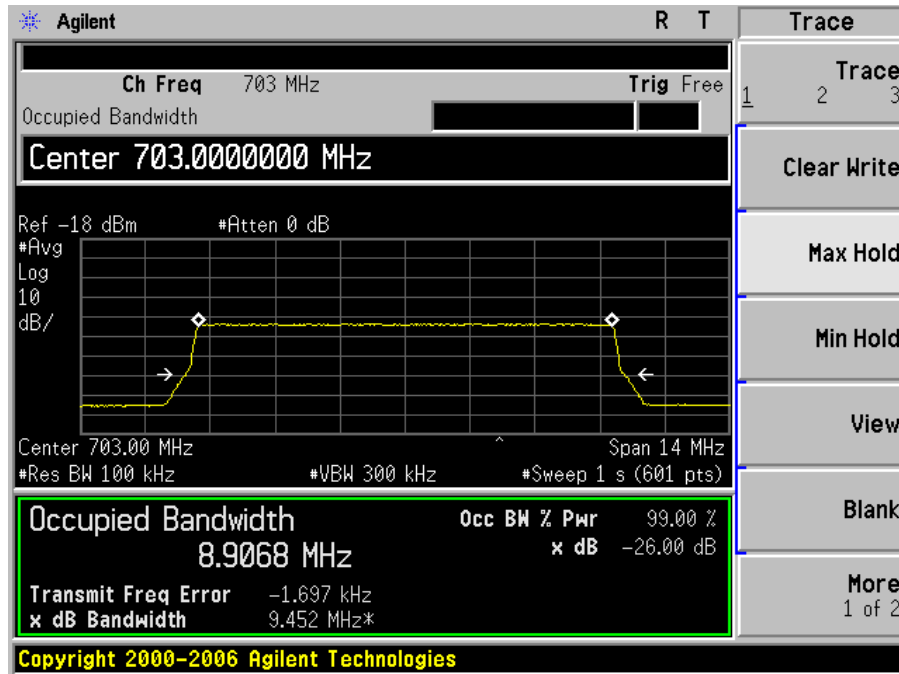 Agilent R T Trace
Ch Freq 703 MHz Trig Free
Occupied Bandwidth
Center 703.0000000 MHz
Ref -18 dBm #Atten 0 dB
#Avg
Log
10
dB/
Center 703.00 MHz ^ Span 14 MHz
#Res BW 100 kHz #VBW 300 kHz #Sweep 1 s (601 pts)
Occupied Bandwidth
8.9068 MHz
Occ BW % Pwr 99.00 %
x dB -26.00 dB
Transmit Freq Error -1.697 kHz
x dB Bandwidth 9.452 MHz*
Copyright 2000-2006 Agilent Technologies
Trace
1 2 3
Clear Write
Max Hold
Min Hold
View
Blank
More
1 of 2